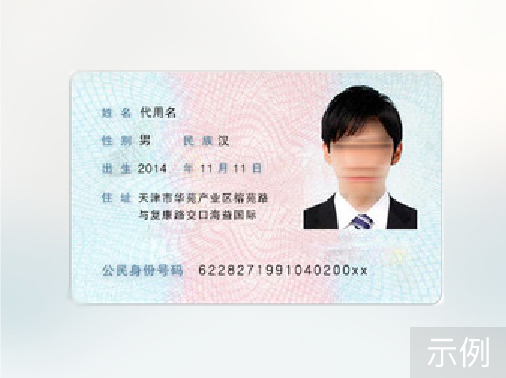 姓 名 代用名
性 别 男 民 族 汉
出 生 2014 年 11 月 11 日
住 址 天津市华苑产业区榕苑路
与复康路交口海益国际
公民身份号码 6228271991040200xx
示例